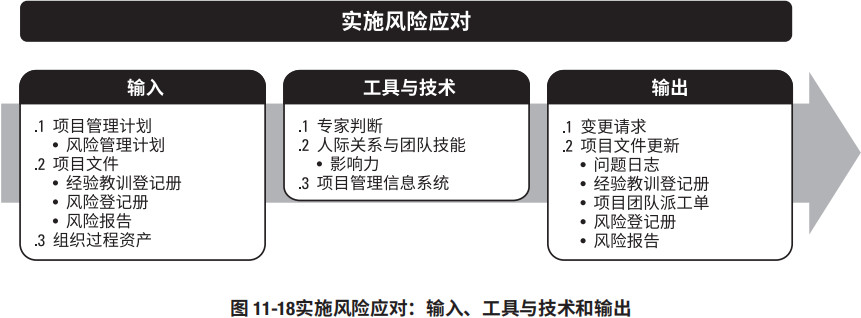 实施风险应对
输入
.1 项目管理计划
• 风险管理计划
.2 项目文件
• 经验教训登记册
• 风险登记册
• 风险报告
.3 组织过程资产
工具与技术
.1 专家判断
.2 人际关系与团队技能
• 影响力
.3 项目管理信息系统
输出
.1 变更请求
.2 项目文件更新
• 问题日志
• 经验教训登记册
• 项目团队派工单
• 风险登记册
• 风险报告
图 11-18实施风险应对：输入、工具与技术和输出